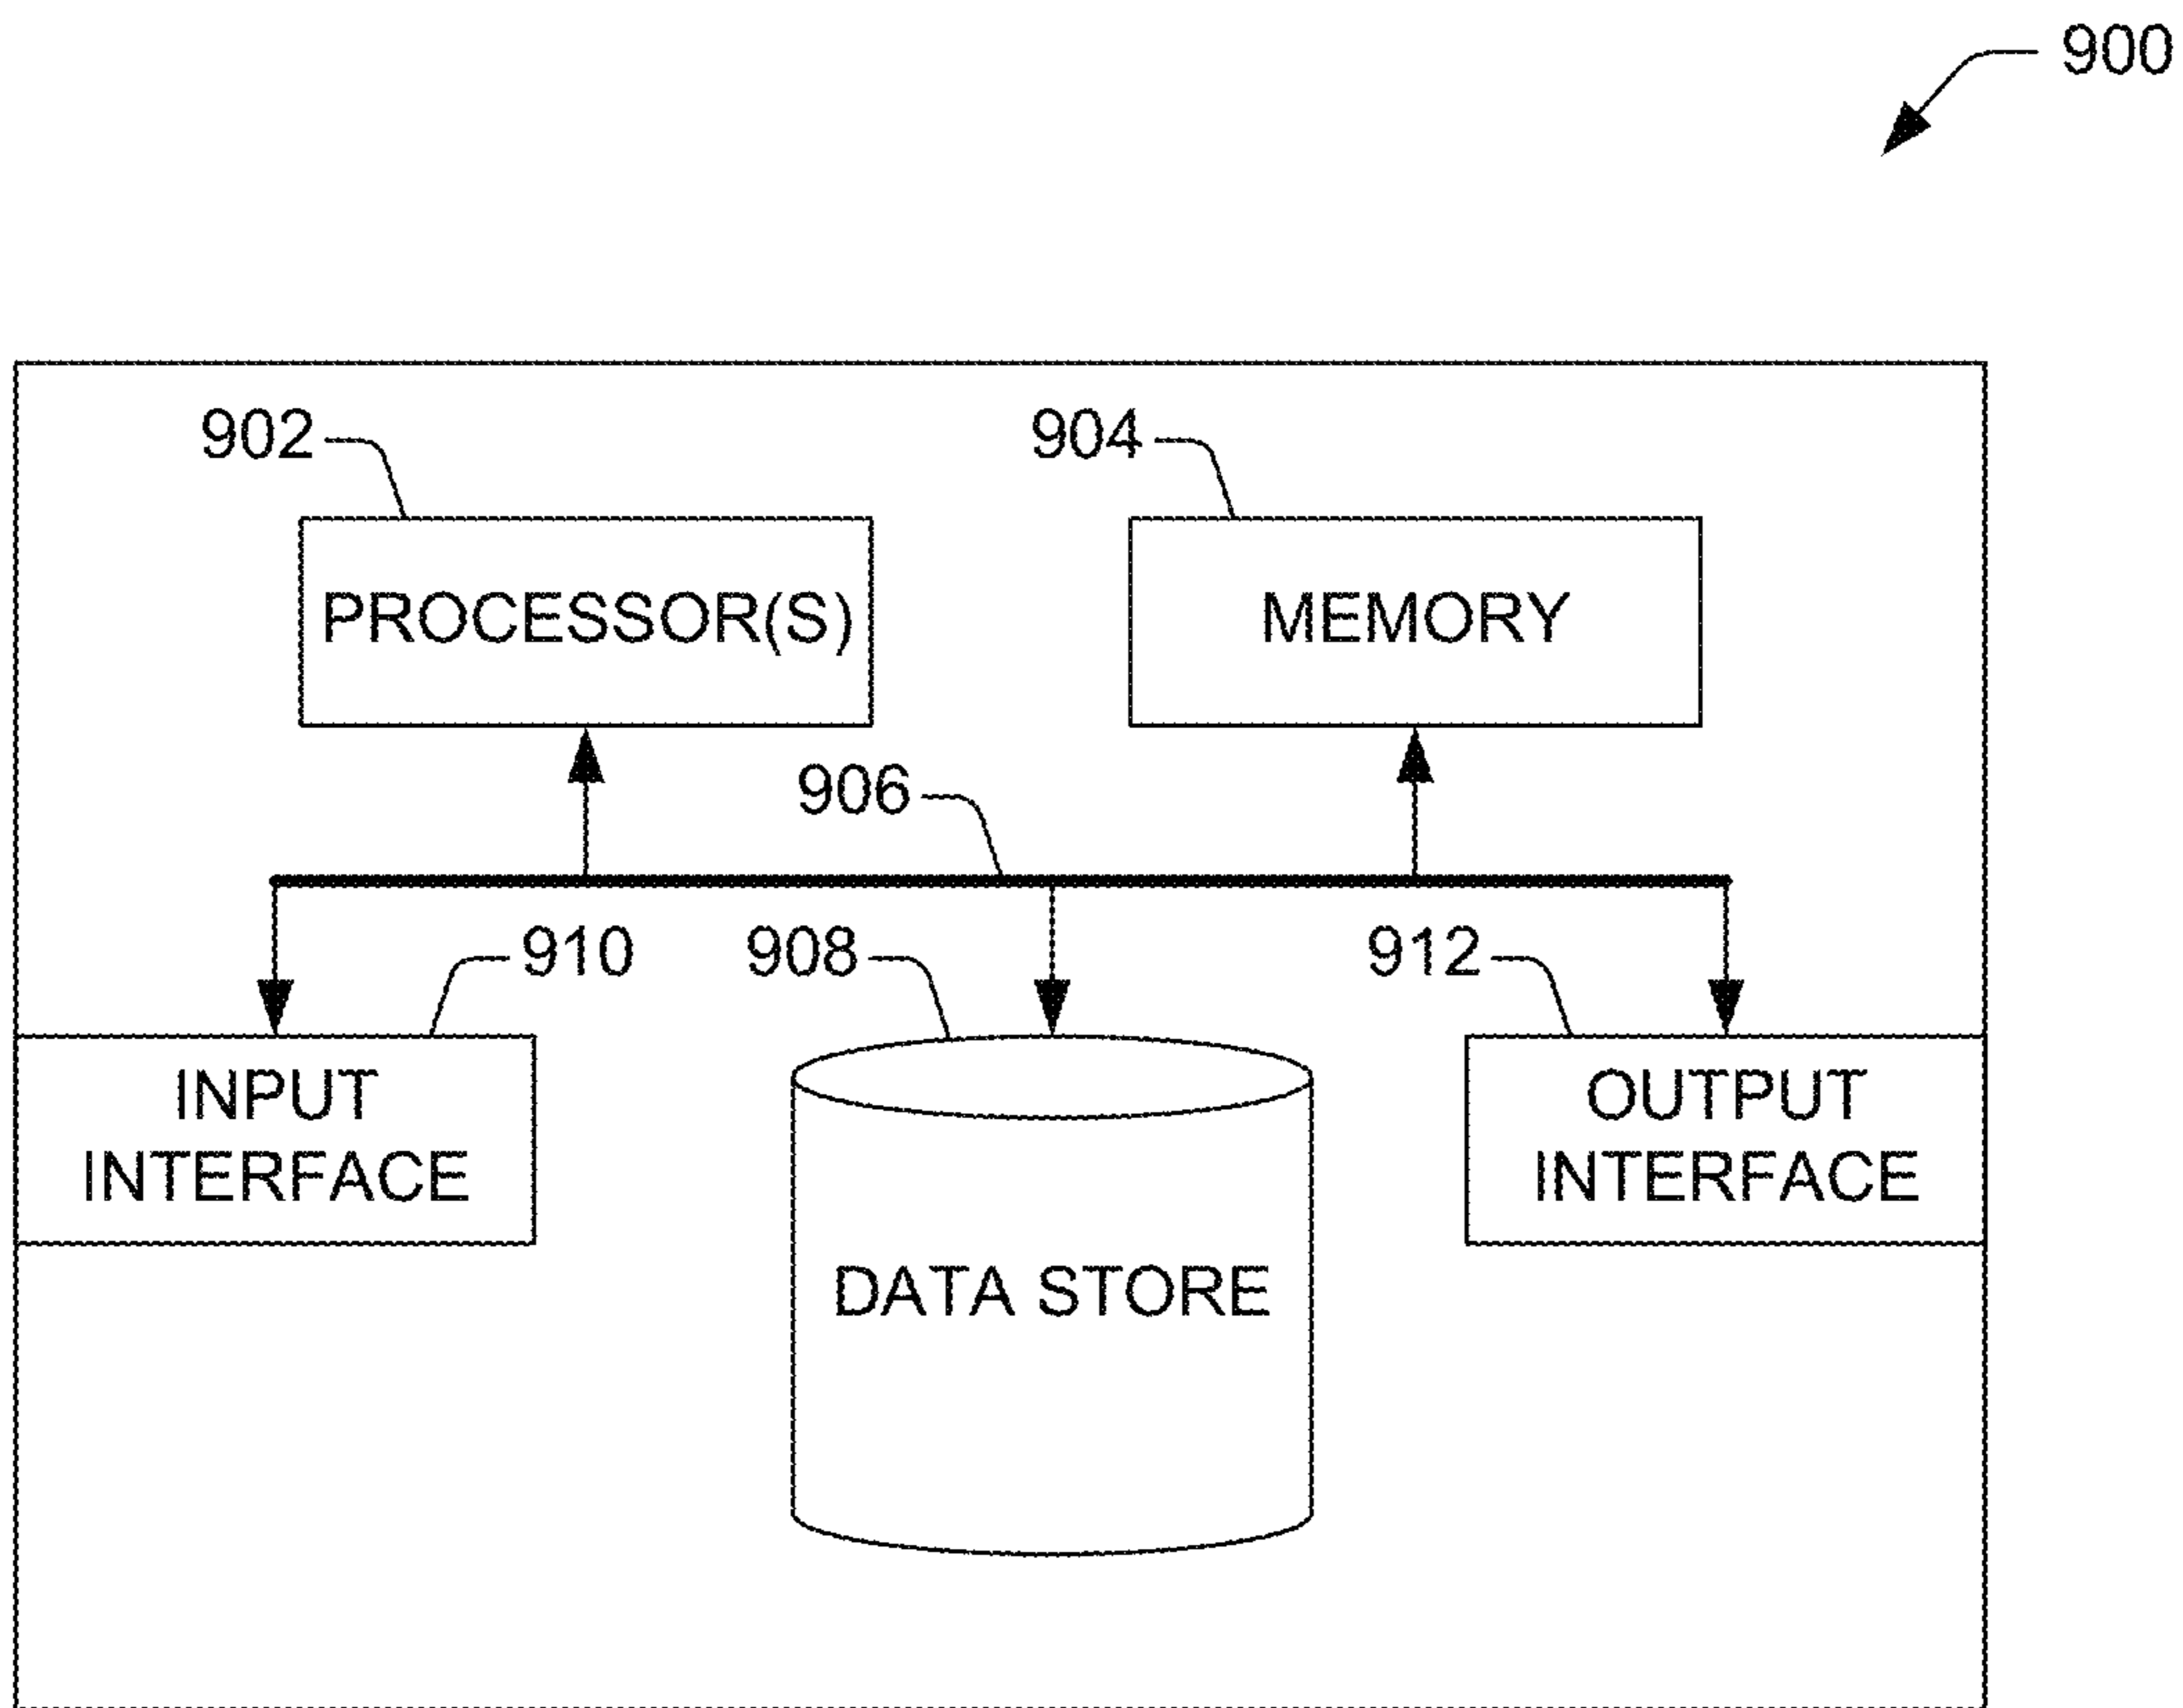 900
902
904
PROCESSOR(S)
MEMORY
906
910
908
912
INPUT
INTERFACE
OUTPUT
INTERFACE
DATA STORE